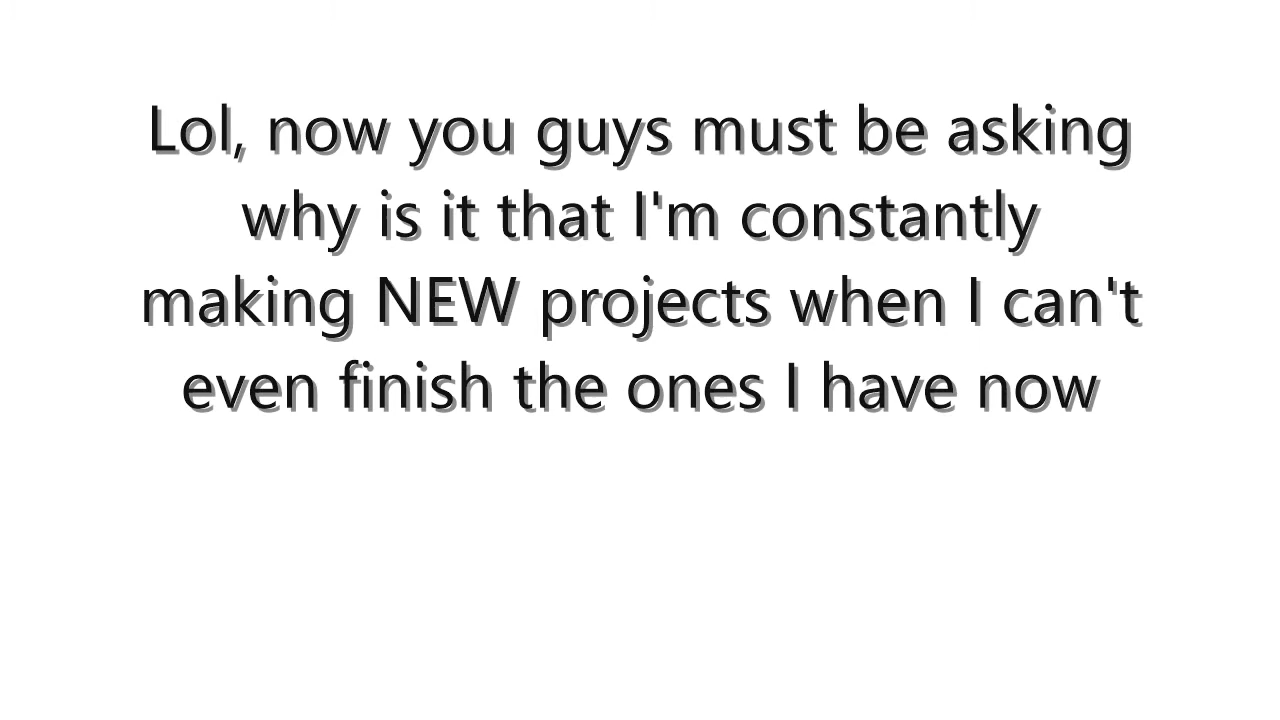 Lol, now you guys must be asking
why is it that I'm constantly
making NEW projects when I can't
even finish the ones I have now